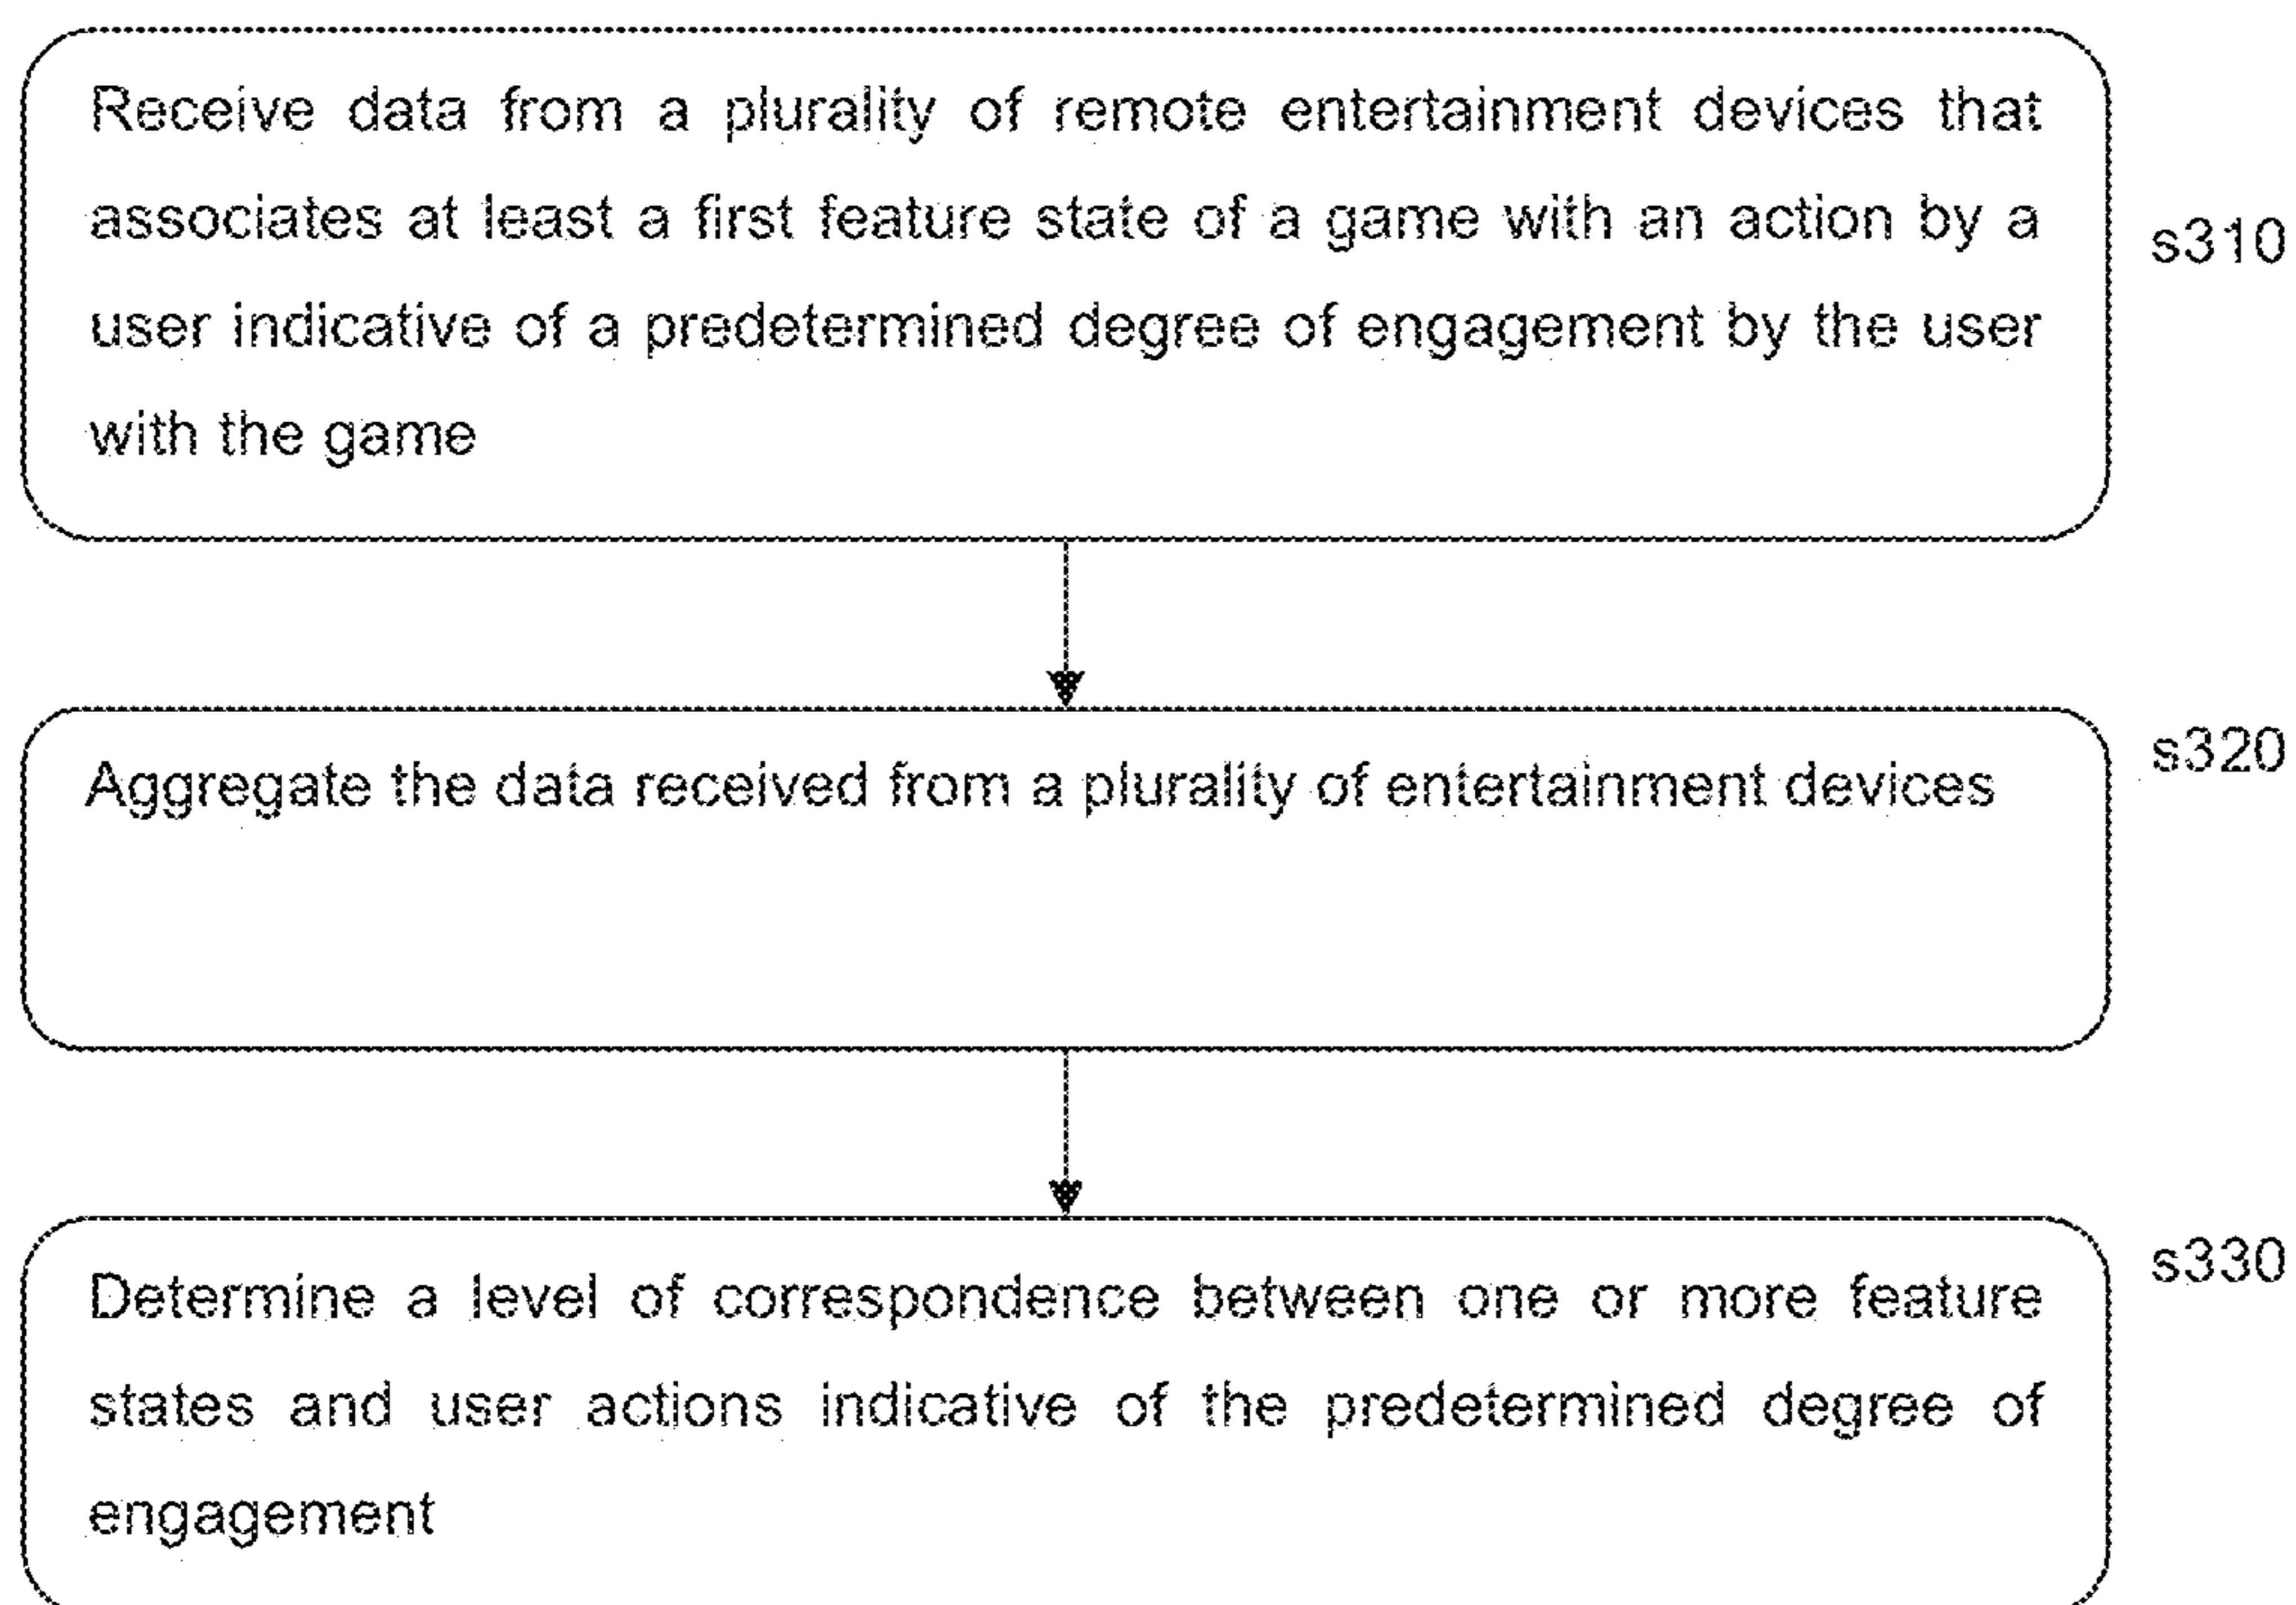 Receive data from a plurality of remote entertainment devices that
associates at least a first feature state of a game with an action by a
s310
user indicative of a predetermined degree of engagement by the user
with the game
s320
Aggregate the data received from a plurality of entertainment devices
s330
Determine a level of correspondence between one or more feature
states and user actions indicative of the predetermined degree of
engagement